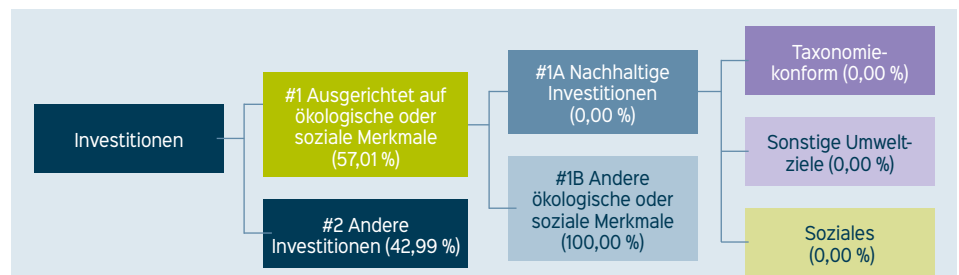 Investitionen
#1 Ausgerichtet auf
ökologische oder
soziale Merkmale
(57,01 %)
#2 Andere
Investitionen (42,99 %)
#1A Nachhaltige
Investitionen
(0,00 %)
#1B Andere
ökologische oder
soziale Merkmale
(100,00 %)
Taxonomie-
konform (0,00 %)
Sonstige Umwelt-
ziele (0,00 %)
Soziales
(0,00 %)